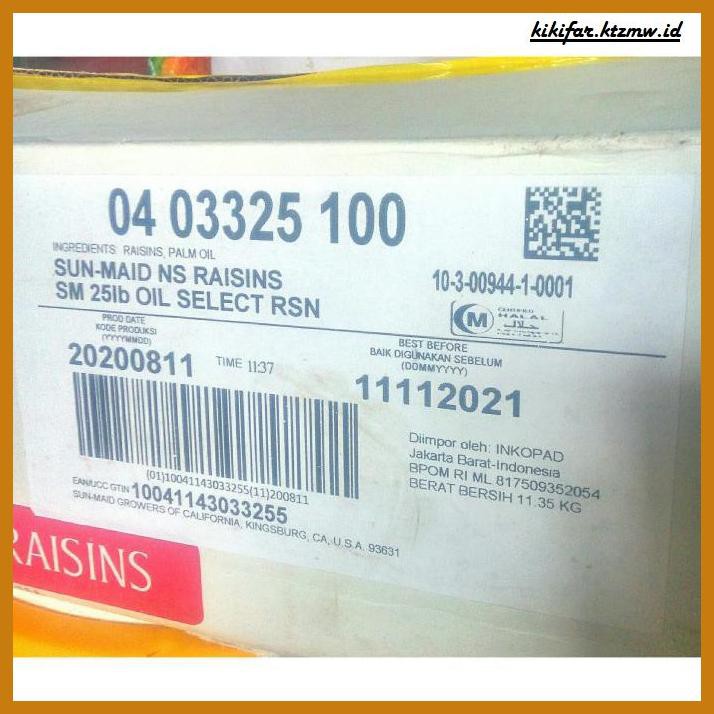 kikifar.ktzmw.id
04 03325 100
INGREDIENTS: RAISINS, PALM OIL
SUN-MAID NS RAISINS
SM 25lb OIL SELECT RSN
10-3-00944-1-0001
M
CERTIFIED
HALAL
حلال
PROD DATE
KODE PRODUKSI
(YYYYMMDD)
20200811 TIME 11:37
BEST BEFORE
BAIK DIGUNAKAN SEBELUM
(DDMMYYYY)
11112021
(01)10041143033255(11)200811
EAN/UCC GTIN 10041143033255
SUN-MAID GROWERS OF CALIFORNIA, KINGSBURG, CA, U.S.A. 93631
Diimpor oleh: INKOPAD
Jakarta Barat-Indonesia
BPOM RI ML 817509352054
BERAT BERSIH 11.35 KG
RAISINS